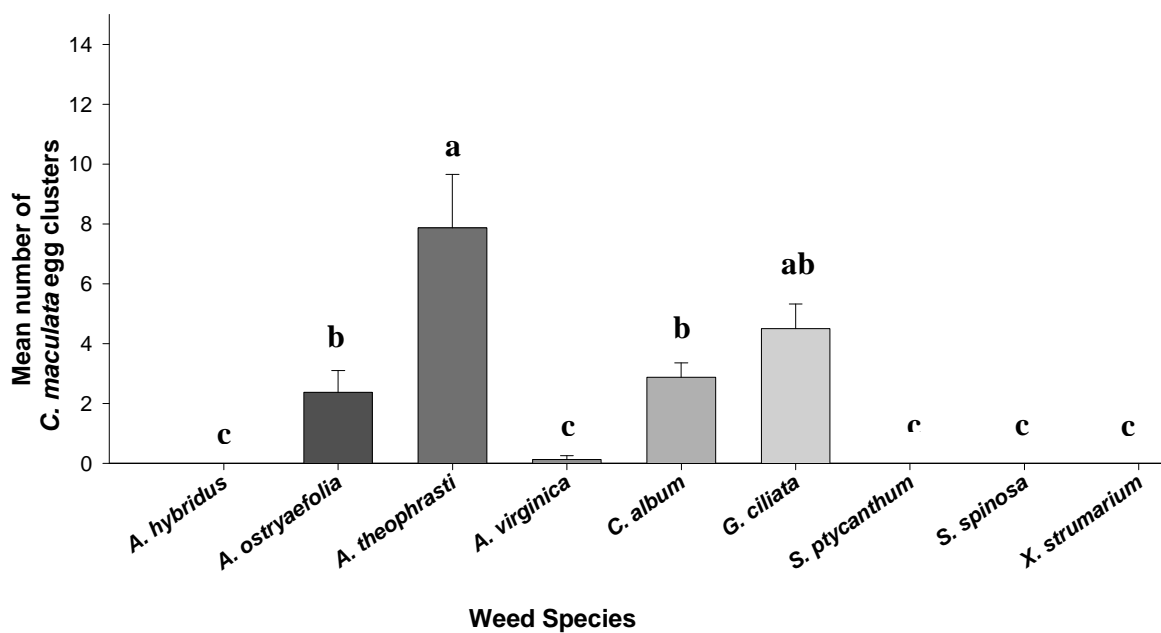 14
12
10
8
6
4
2
0
Mean number of
C. maculata egg clusters
c
b
a
c
b
ab
c
c
c
A. hybridus
A. ostryaefolia
A. theophrasti
A. virginica
C. album
G. ciliata
S. ptycanthum
S. spinosa
X. strumarium
Weed Species